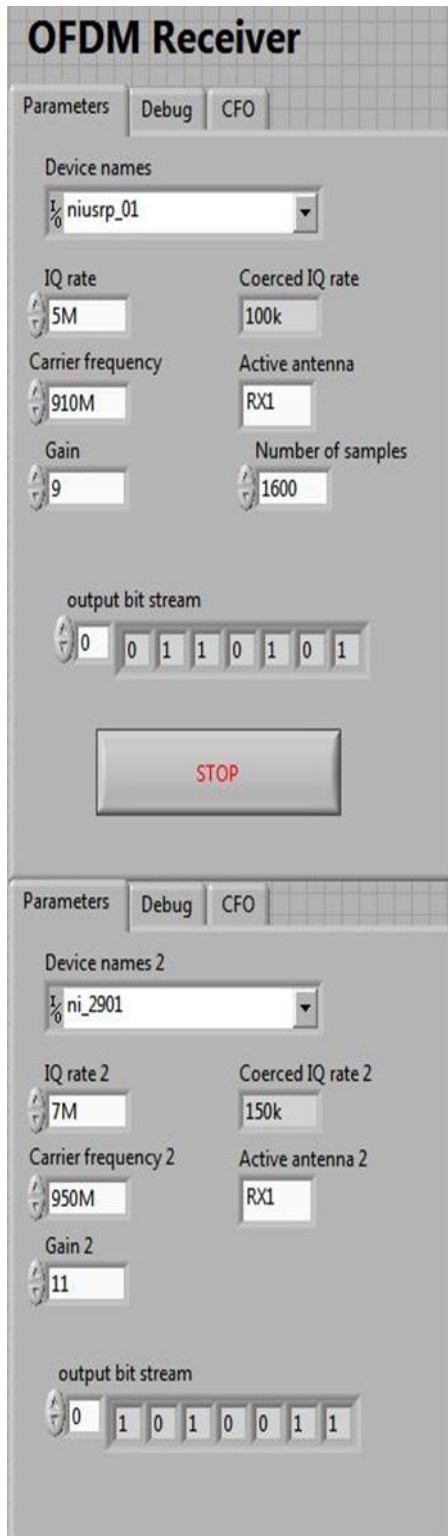 OFDM Receiver
Parameters Debug CFO
Device names
I/O niusrp_01
IQ rate Coerced IQ rate
5M 100k
Carrier frequency Active antenna
910M RX1
Gain Number of samples
9 1600
output bit stream
0 0 1 1 0 1 0 1
STOP
Parameters Debug CFO
Device names 2
I/O ni_2901
IQ rate 2 Coerced IQ rate 2
7M 150k
Carrier frequency 2 Active antenna 2
950M RX1
Gain 2
11
output bit stream
0 1 0 1 0 0 1 1